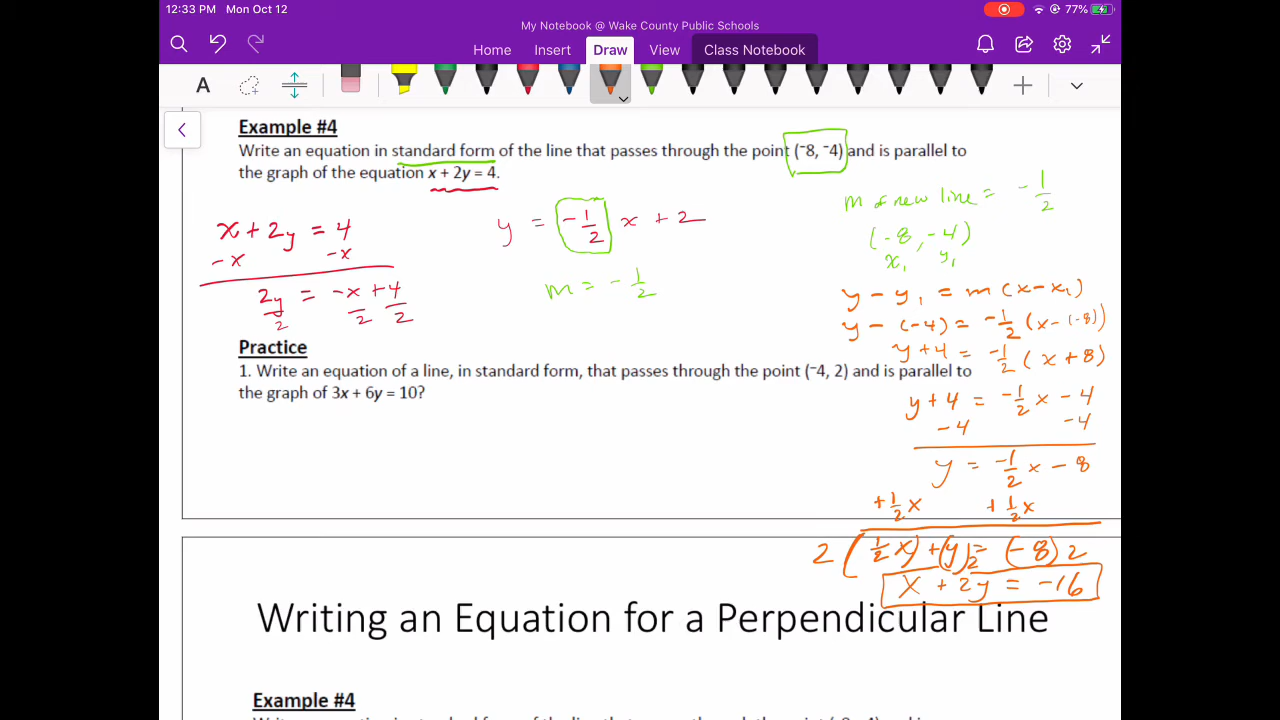 12:33 PM Mon Oct 12
77%
My Notebook @ Wake County Public Schools
Home Insert Draw View Class Notebook
A
Example #4
Write an equation in standard form of the line that passes through the point (⁻8, ⁻4) and is parallel to
the graph of the equation x + 2y = 4.
x + 2y = 4
-x -x
2y = -x + 4
2 2 2
y = -1/2 x + 2
m = -1/2
m of new line = -1/2
(-8, -4)
x₁ y₁
y - y₁ = m(x - x₁)
y - (-4) = -1/2 (x - (-8))
y + 4 = -1/2 (x + 8)
y + 4 = -1/2 x - 4
-4 -4
y = -1/2 x - 8
+1/2 x +1/2 x
2 (1/2 x) + (y)2 = (-8) 2
x + 2y = -16
Practice
1. Write an equation of a line, in standard form, that passes through the point (⁻4, 2) and is parallel to
the graph of 3x + 6y = 10?
Writing an Equation for a Perpendicular Line
Example #4